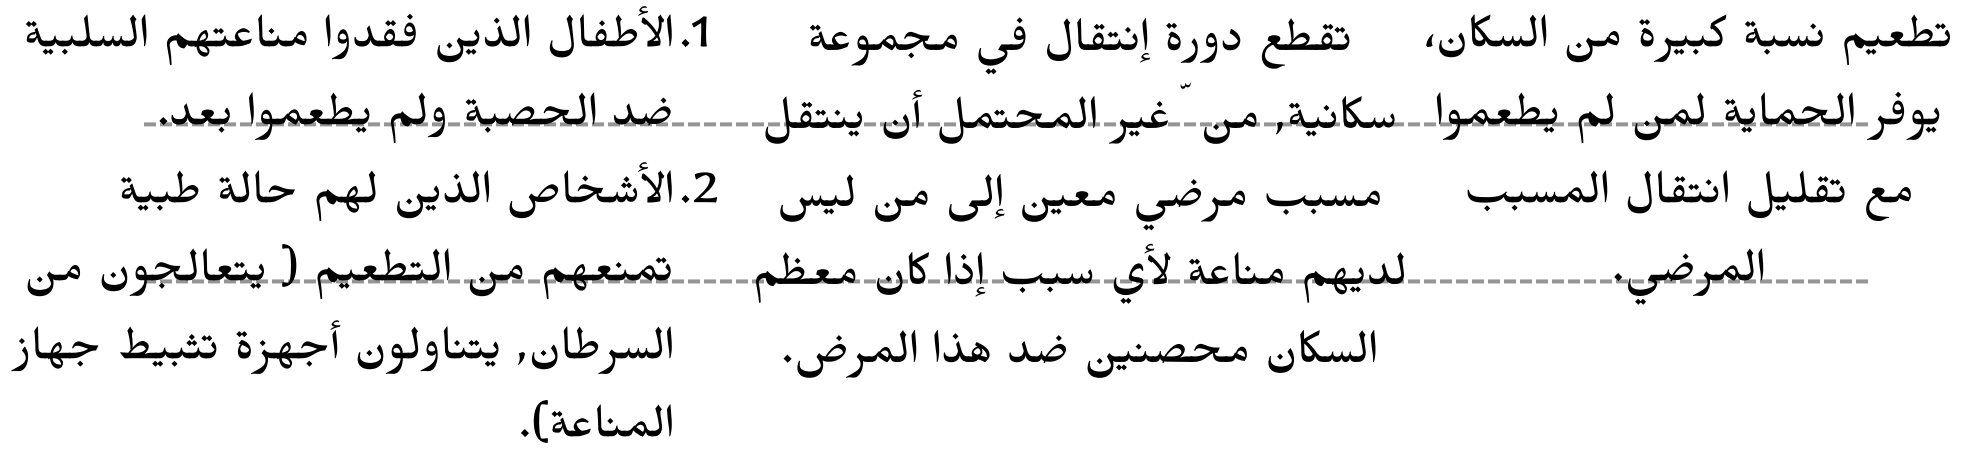 تطعيم نسبة كبيرة من السكان،
يوفر الحماية لمن لم يطعموا
مع تقليل انتقال المسبب
المرضي.
تقطع دورة إنتقال في مجموعة
سكانية, من ّ غير المحتمل أن ينتقل
مسبب مرضي معين إلى من ليس
لديهم مناعة لأي سبب إذا كان معظم
السكان محصنين ضد هذا المرض.
1. الأطفال الذين فقدوا مناعتهم السلبية
ضد الحصبة ولم يطعموا بعد.
2. الأشخاص الذين لهم حالة طبية
تمنعهم من التطعيم ( يتعالجون من
السرطان, يتناولون أجهزة تثبيط جهاز
المناعة).